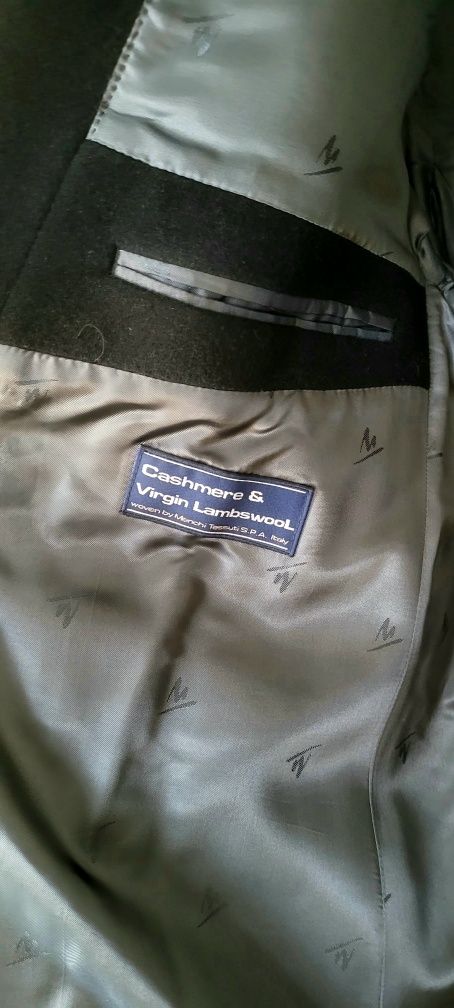 Cashmere &
Virgin LambswooL
woven by Menchi Tessuti S.P.A. Italy